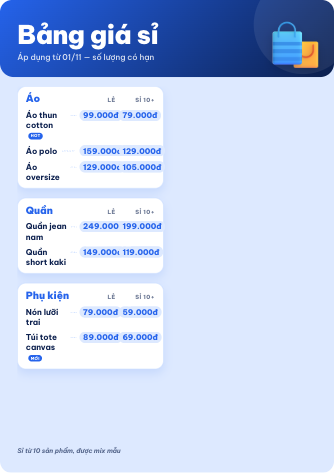 Bảng giá sỉ
Áp dụng từ 01/11 — số lượng có hạn
Áo LẺ SỈ 10+
Áo thun cotton HOT 99.000đ 79.000đ
Áo polo 159.000đ 129.000đ
Áo oversize 129.000đ 105.000đ
Quần LẺ SỈ 10+
Quần jean nam 249.000 199.000đ
Quần short kaki 149.000đ 119.000đ
Phụ kiện LẺ SỈ 10+
Nón lưỡi trai 79.000đ 59.000đ
Túi tote canvas MỚI 89.000đ 69.000đ
Sỉ từ 10 sản phẩm, được mix mẫu